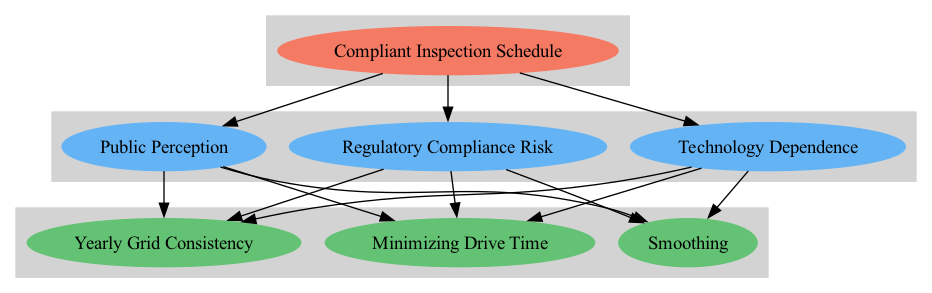 Compliant Inspection Schedule
Public Perception
Regulatory Compliance Risk
Technology Dependence
Yearly Grid Consistency
Minimizing Drive Time
Smoothing